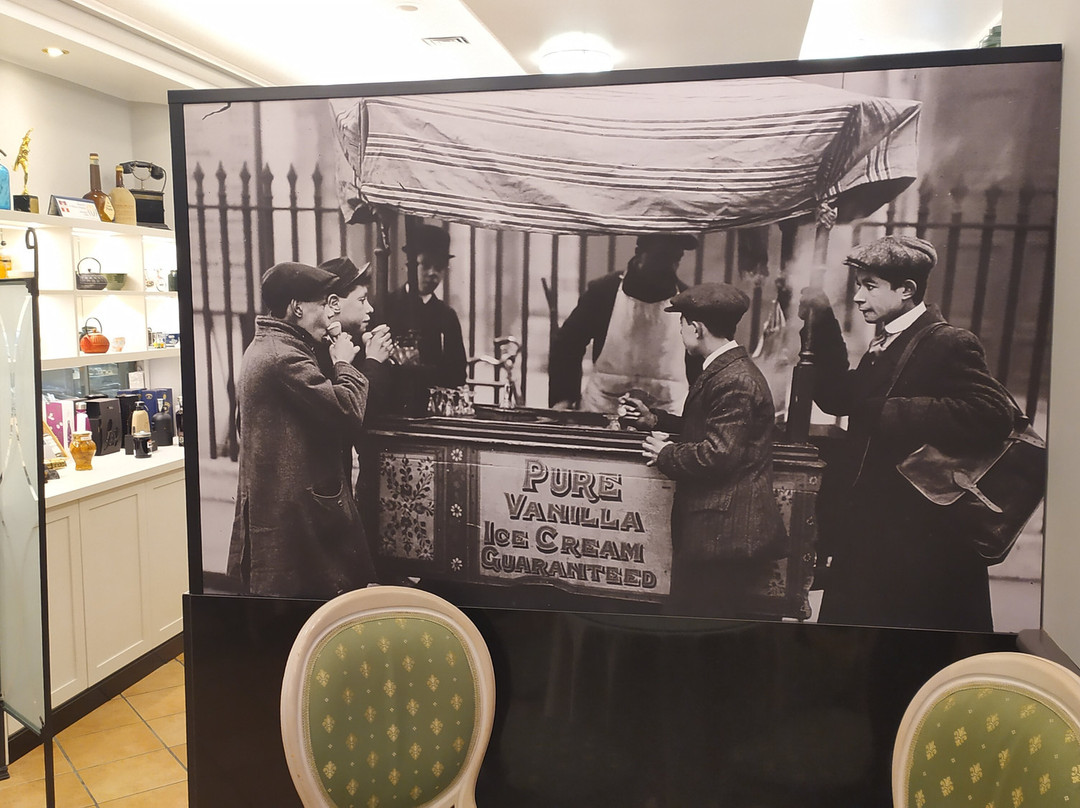 PURE
VANILLA
ICE CREAM
GUARANTEED